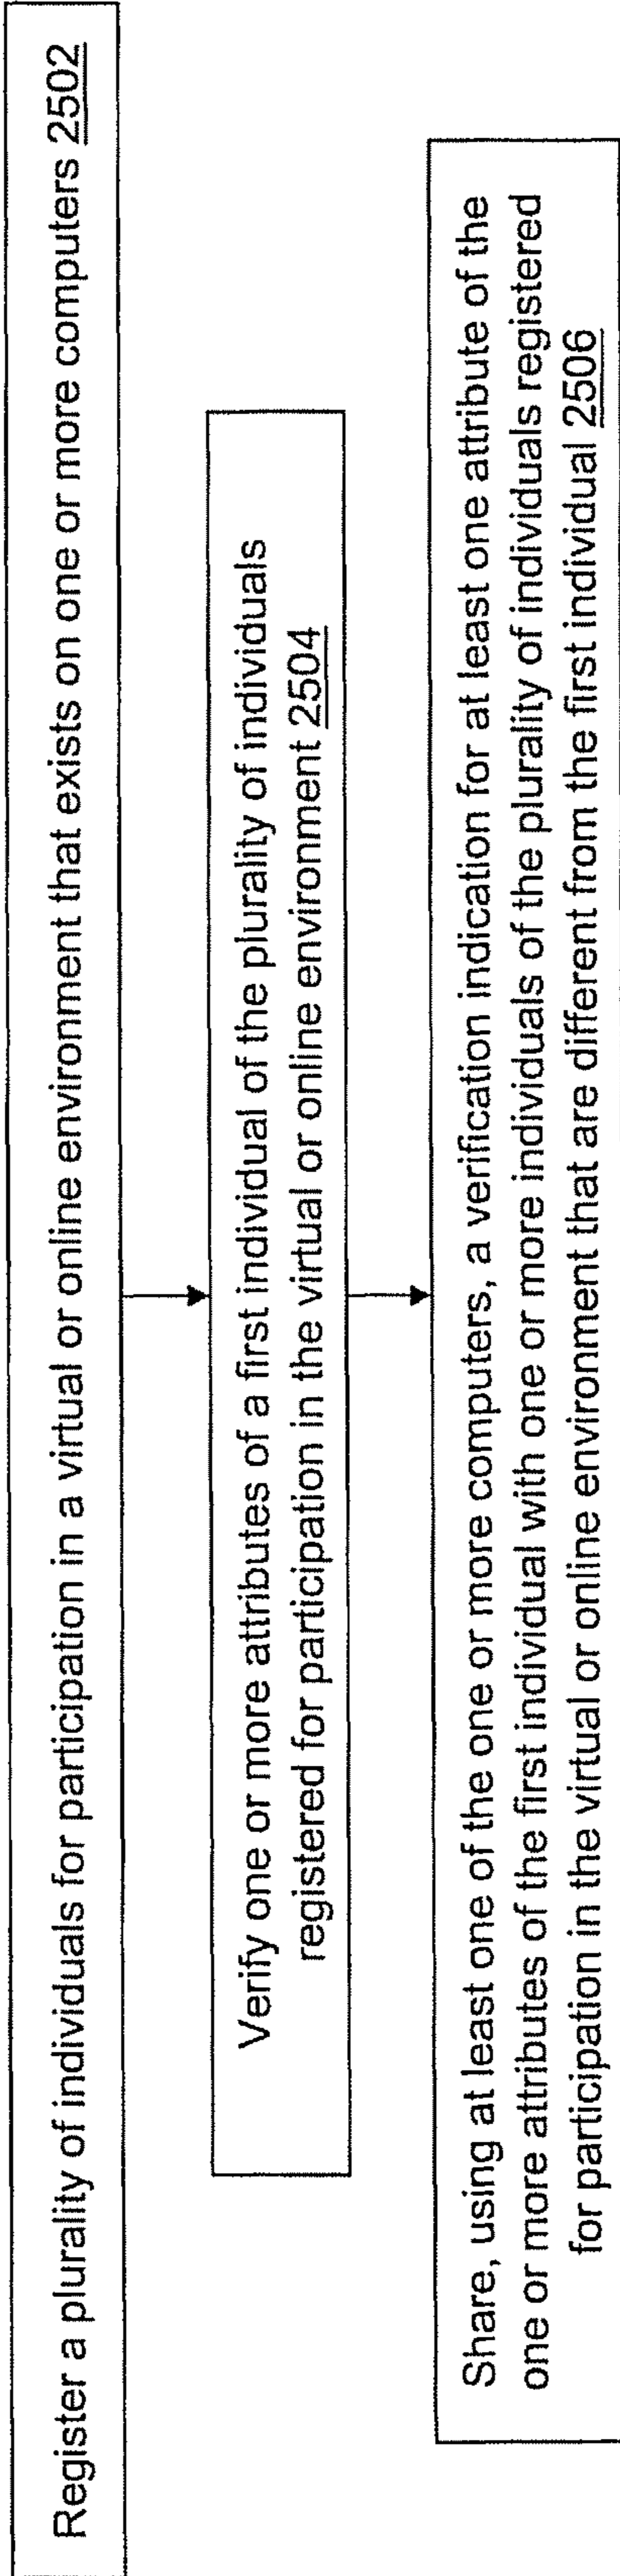 Register a plurality of individuals for participation in a virtual or online environment that exists on one or more computers 2502
Verify one or more attributes of a first individual of the plurality of individuals
registered for participation in the virtual or online environment 2504
Share, using at least one of the one or more computers, a verification indication for at least one attribute of the
one or more attributes of the first individual with one or more individuals of the plurality of individuals registered
for participation in the virtual or online environment that are different from the first individual 2506